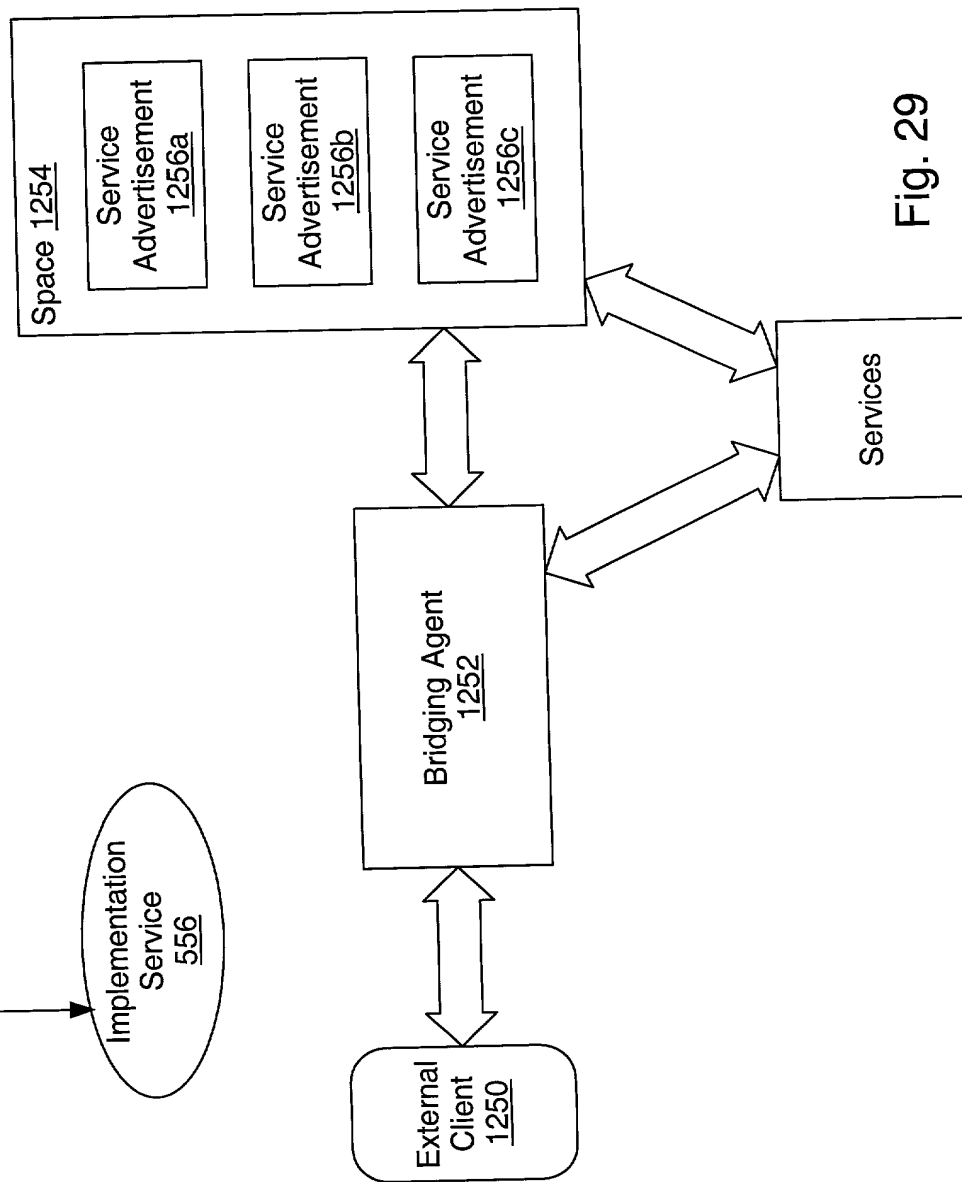 Implementation
Service
556
External
Client
1250
Bridging Agent
1252
Space 1254
Service
Advertisement
1256a
Service
Advertisement
1256b
Service
Advertisement
1256c
Services
Fig. 29